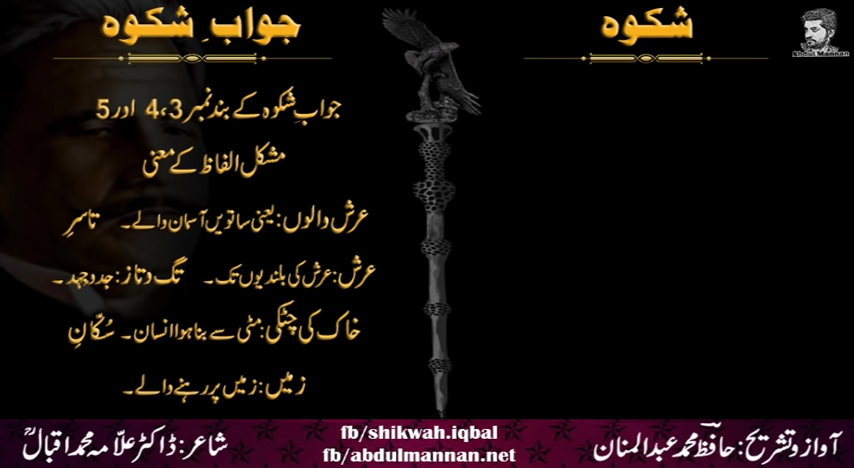 شکوہ
جوابِ شکوہ
Abdul Mannan
جوابِ شکوہ کے بند نمبر 3، 4 اور 5
مشکل الفاظ کے معنی
عرش والوں: یعنی ساتویں آسمان والے۔ تاسرِ
عرش: عرش کی بلندیوں تک۔ تگ و تاز: جدوجہد۔
خاک کی چٹکی: مٹی سے بنا ہوا انسان۔ سُکّانِ
زمیں: زمیں پر رہنے والے۔
آواز و تشریح: حافظ محمد عبدالمنان
fb/shikwah.iqbal
fb/abdulmannan.net
شاعر: ڈاکٹر علّامہ محمد اقبالؒ